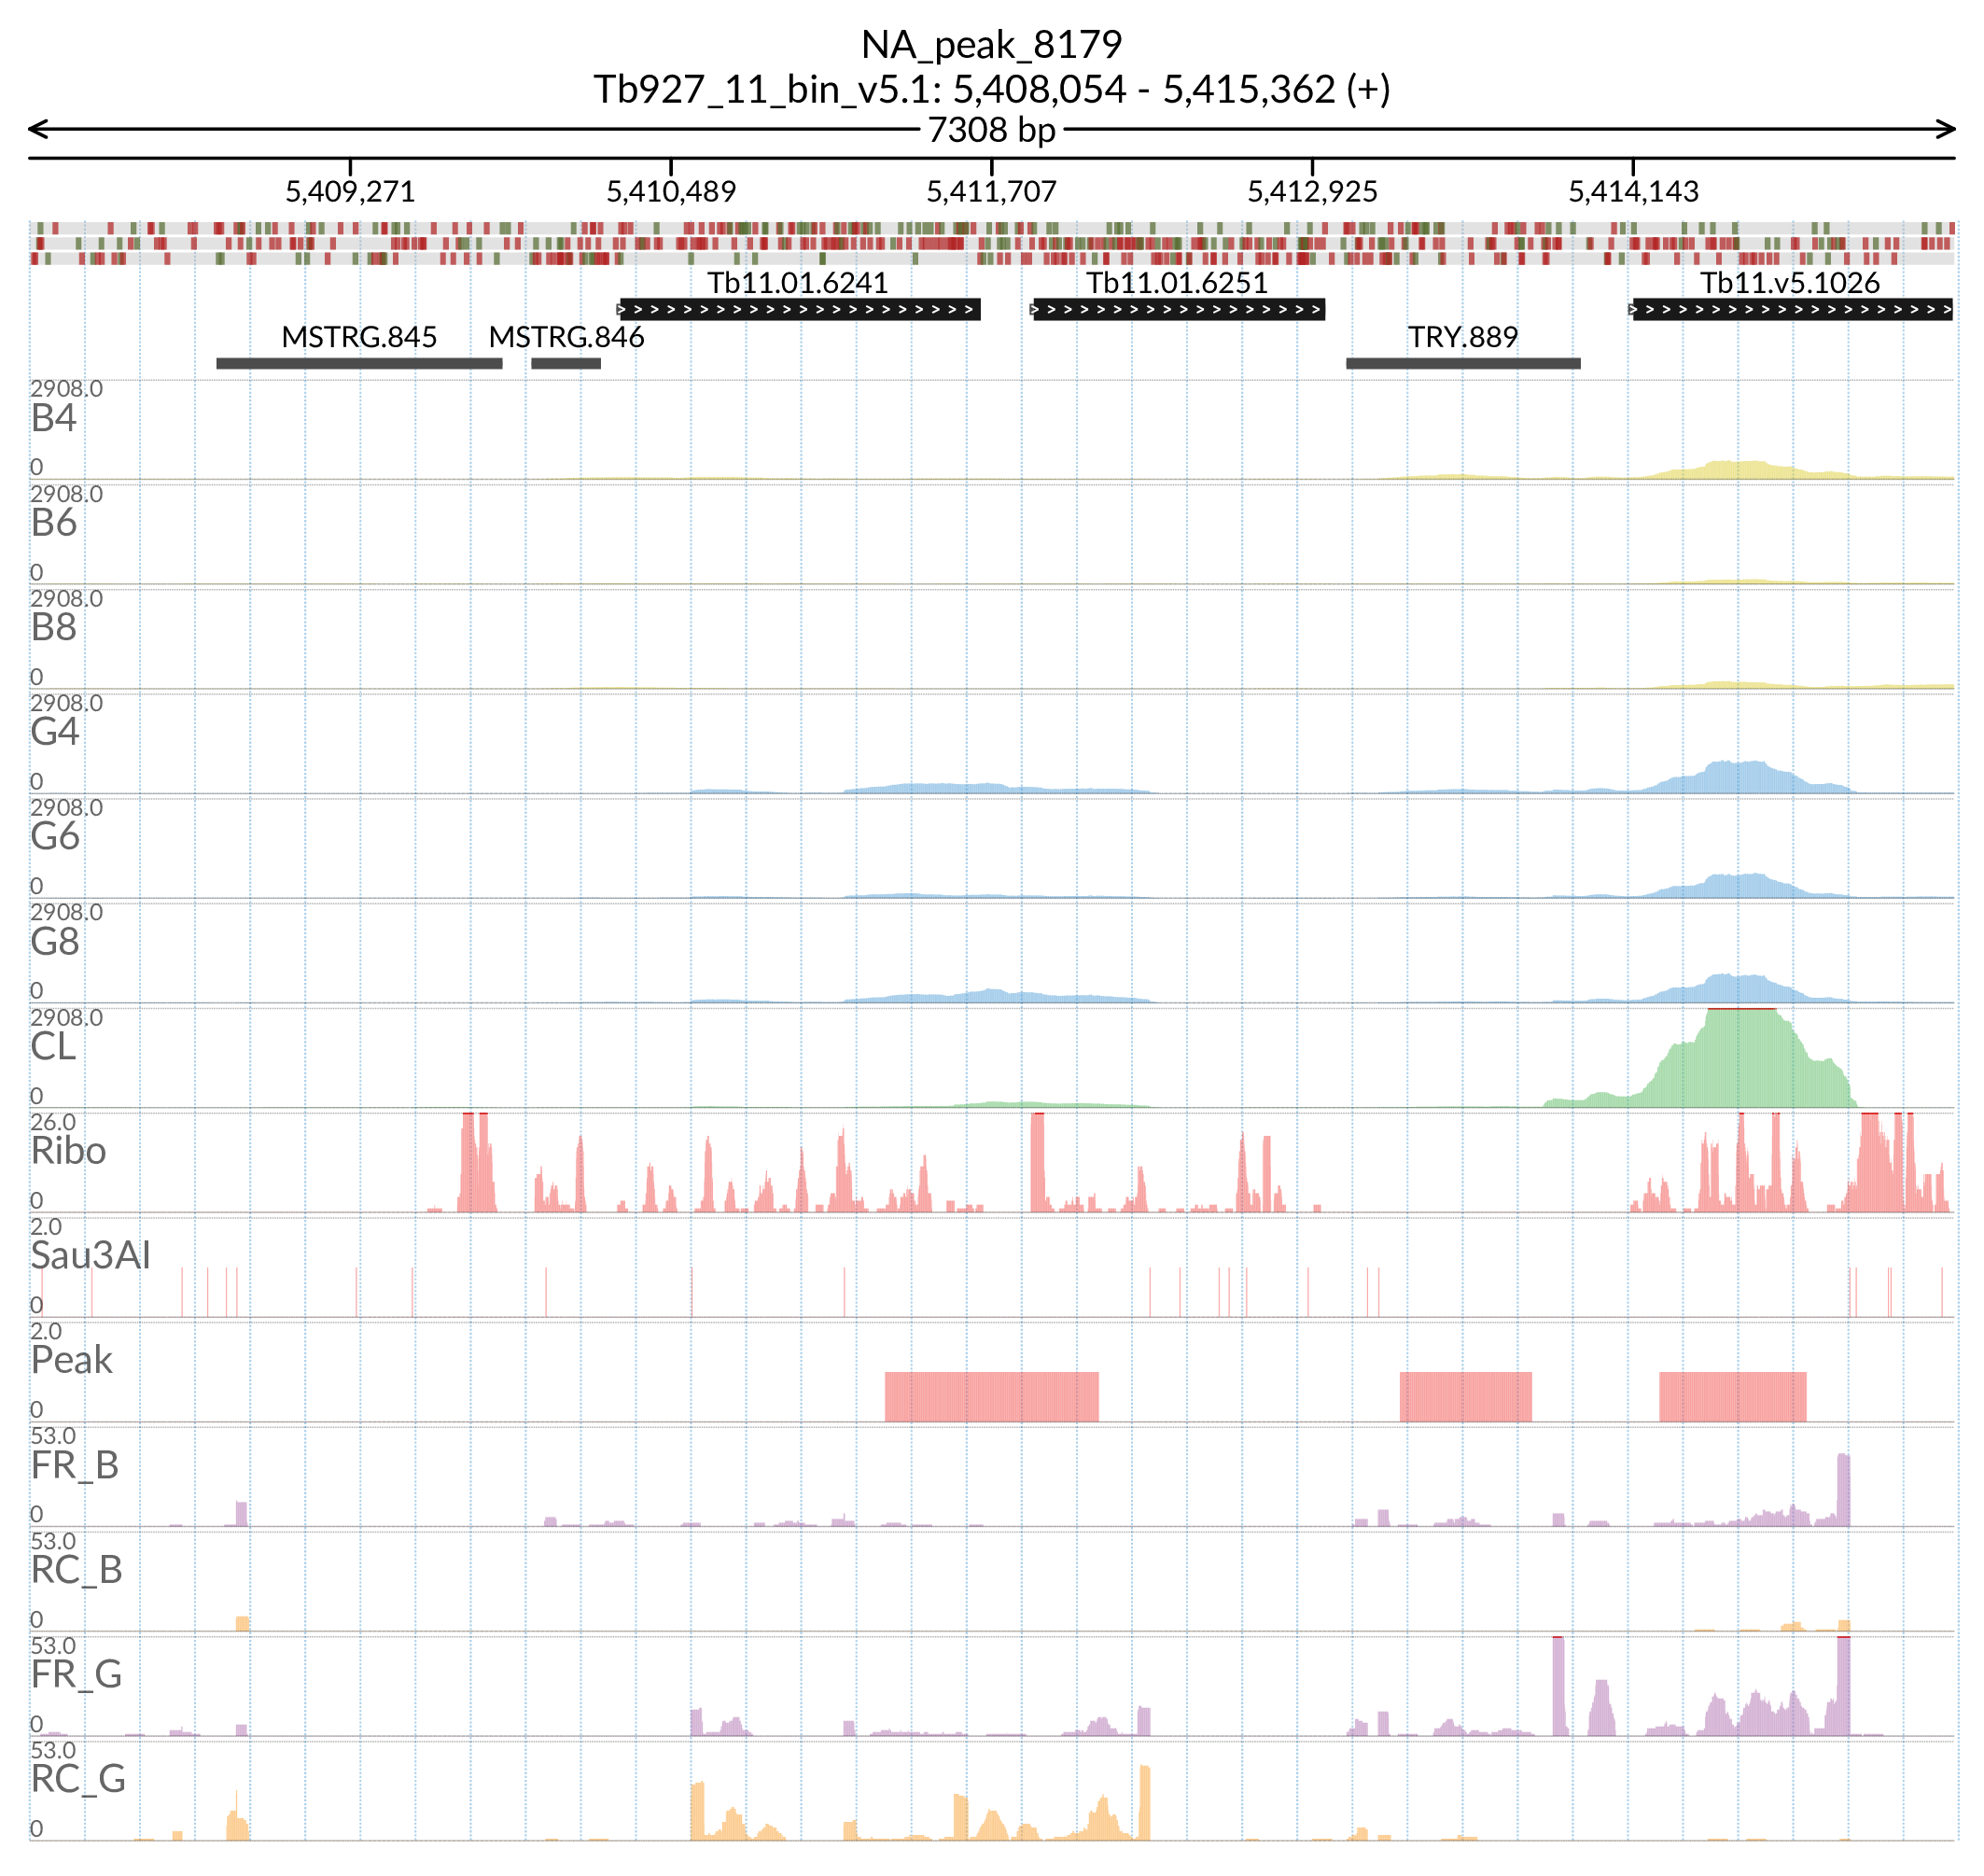 NA_peak_8179
Tb927_11_bin_v5.1: 5,408,054 - 5,415,362 (+)
7308 bp
5,409,271 5,410,489 5,411,707 5,412,925 5,414,143
Tb11.01.6241 Tb11.01.6251 Tb11.v5.1026
MSTRG.845 MSTRG.846 TRY.889
2908.0
B4
0
2908.0
B6
0
2908.0
B8
0
2908.0
G4
0
2908.0
G6
0
2908.0
G8
0
2908.0
CL
0
26.0
Ribo
0
2.0
Sau3AI
0
2.0
Peak
0
53.0
FR_B
0
53.0
RC_B
0
53.0
FR_G
0
53.0
RC_G
0